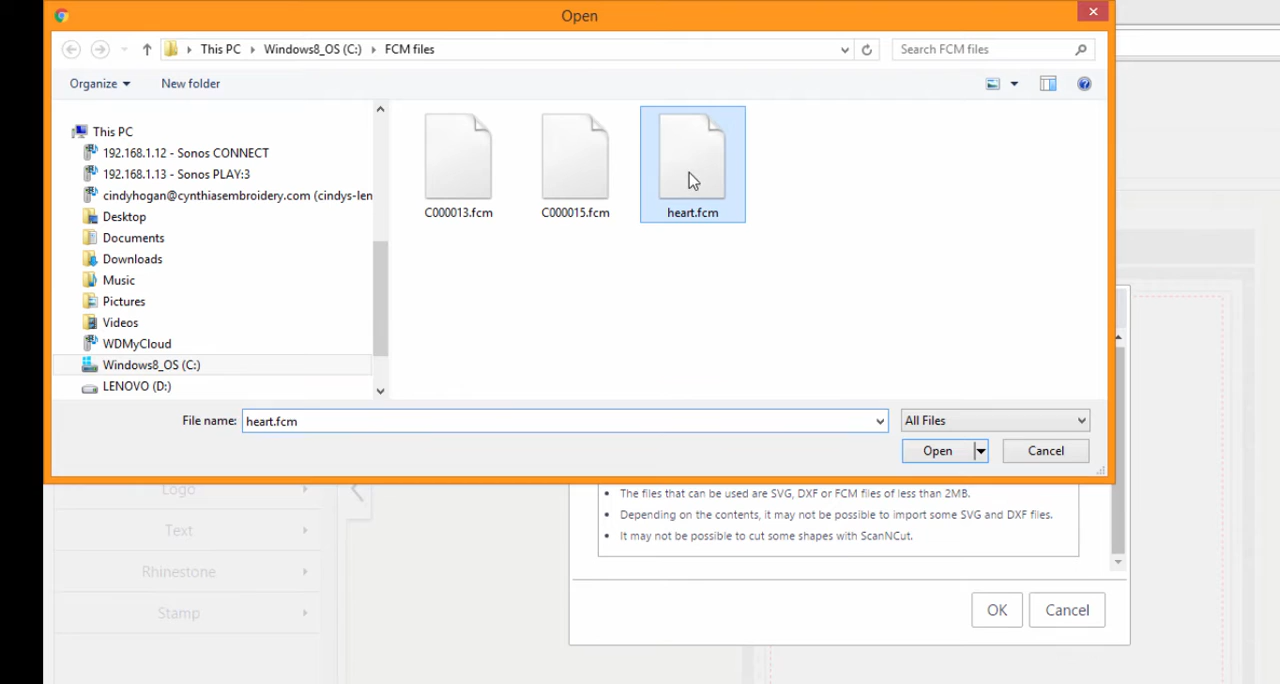 Open
This PC Windows8_OS (C:) FCM files
Search FCM files
Organize
New folder
This PC
192.168.1.12 - Sonos CONNECT
192.168.1.13 - Sonos PLAY:3
cindyhogan@cynthiasembroidery.com (cindys-len
Desktop
Documents
Downloads
Music
Pictures
Videos
WDMyCloud
Windows8_OS (C:)
LENOVO (D:)
C000013.fcm
C000015.fcm
heart.fcm
File name: heart.fcm
All Files
Open
Cancel
Logo
Text
Rhinestone
Stamp
The files that can be used are SVG, DXF or FCM files of less than 2MB.
Depending on the contents, it may not be possible to import some SVG and DXF files.
It may not be possible to cut some shapes with ScanNCut.
OK
Cancel